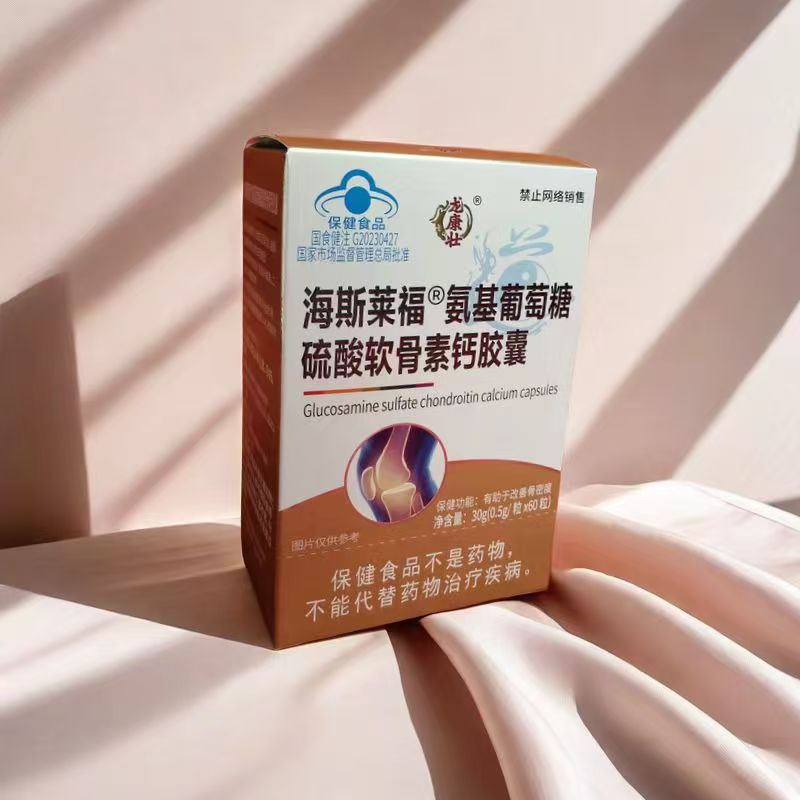 保健食品
国食健注 G20230427
国家市场监督管理总局批准
龙康壮®
禁止网络销售
海斯莱福®氨基葡萄糖
硫酸软骨素钙胶囊
Glucosamine sulfate chondroitin calcium capsules
保健功能：有助于改善骨密度
净含量：30g(0.5g/粒x60粒)
图片仅供参考
保健食品不是药物，
不能代替药物治疗疾病。